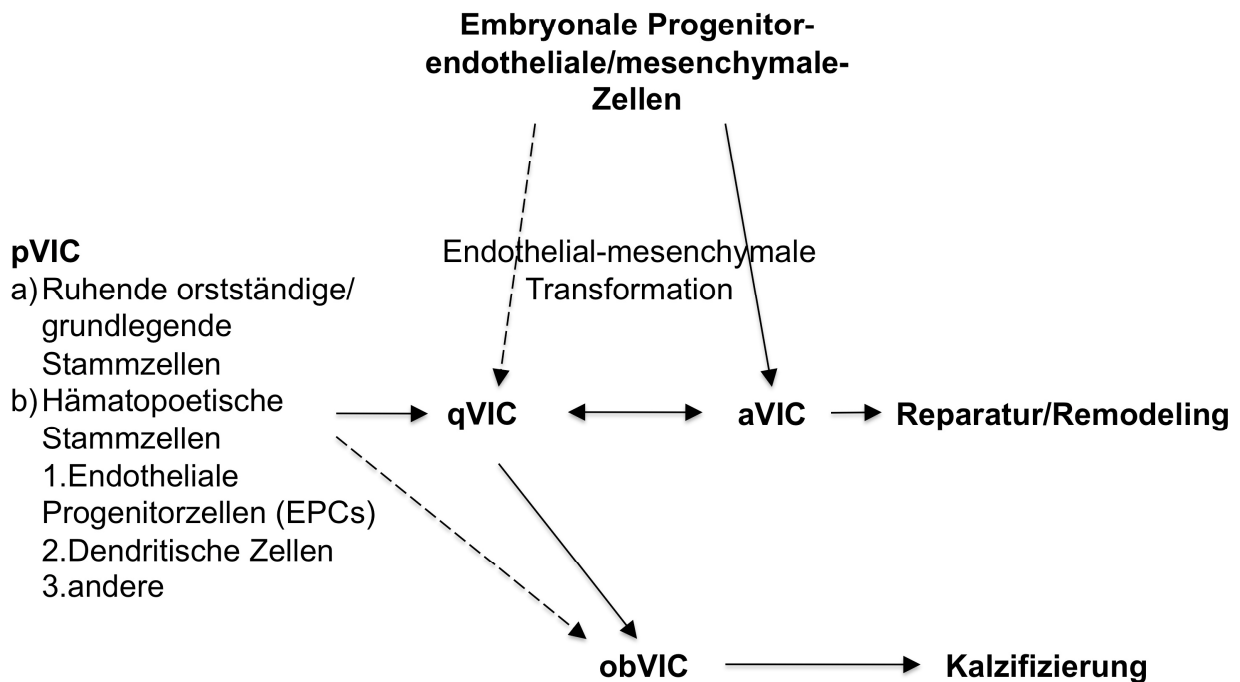 Embryonale Progenitor-
endotheliale/mesenchymale-
Zellen
Endothelial-mesenchymale
Transformation
pVIC
a) Ruhende orstständige/
grundlegende
Stammzellen
b) Hämatopoetische
Stammzellen
1.Endotheliale
Progenitorzellen (EPCs)
2.Dendritische Zellen
3.andere
qVIC
aVIC
Reparatur/Remodeling
obVIC
Kalzifizierung